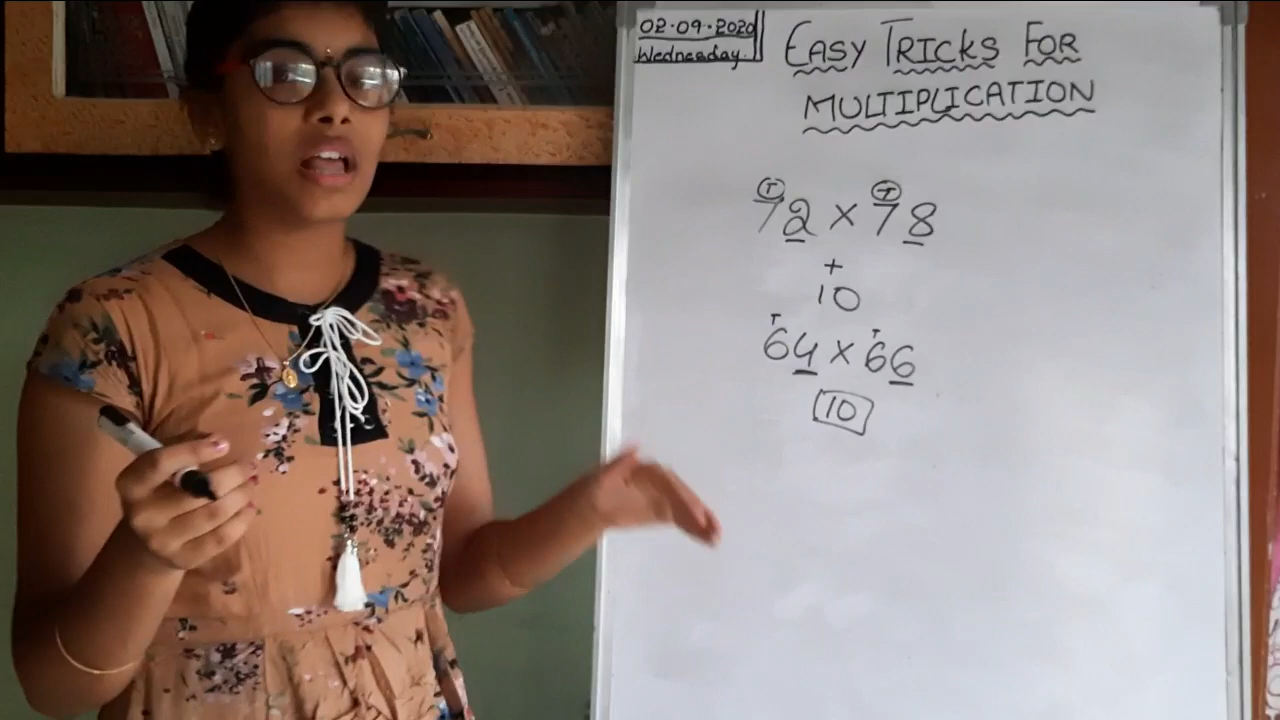 02.09.2020
Wednesday.
EASY TRICKS FOR
MULTIPLICATION
T T
72 x 78
+
10
T T
64 x 66
10